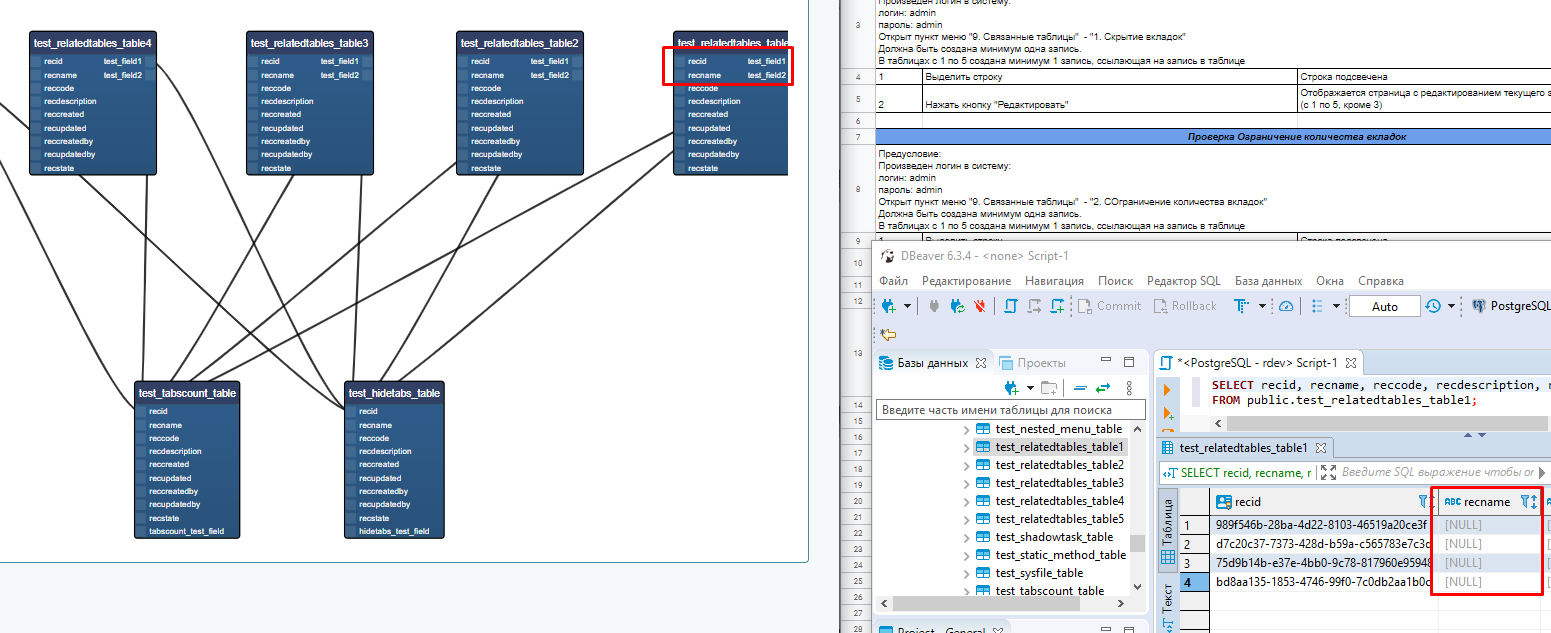 test_relatedtables_table4
recid test_field1
recname test_field2
reccode
recdescription
reccreated
recupdated
reccreatedby
recupdatedby
recstate
test_relatedtables_table3
recid test_field1
recname test_field2
reccode
recdescription
reccreated
recupdated
reccreatedby
recupdatedby
recstate
test_relatedtables_table2
recid test_field1
recname test_field2
reccode
recdescription
reccreated
recupdated
reccreatedby
recupdatedby
recstate
test_relatedtables_table
recid test_field1
recname test_field2
reccode
recdescription
reccreated
recupdated
reccreatedby
recupdatedby
recstate
test_tabscount_table
recid
recname
reccode
recdescription
reccreated
recupdated
reccreatedby
recupdatedby
recstate
tabscount_test_field
test_hidetabs_table
recid
recname
reccode
recdescription
reccreated
recupdated
reccreatedby
recupdatedby
recstate
hidetabs_test_field
3
Произведен логин в систему:
логин: admin
пароль: admin
Открыт пункт меню "9. Связанные таблицы" - "1. Скрытие вкладок"
Должна быть создана минимум одна запись.
В таблицах с 1 по 5 создана минимум 1 запись, ссылающая на запись в таблице
4 1 Выделить строку Строка подсвечена
5 2 Нажать кнопку "Редактировать" Отображается страница с редактированием текущего э
(с 1 по 5, кроме 3)
6
7 Проверка Оаграничение количества вкладок
8
Предусловие:
Произведен логин в систему:
логин: admin
пароль: admin
Открыт пункт меню "9. Связанные таблицы" - "2. СОграничение количества вкладок"
Должна быть создана минимум одна запись.
В таблицах с 1 по 5 создана минимум 1 запись, ссылающая на запись в таблице
9 1 Выделить строку Строка подсвечена
10
11
12
13
14
15
16
17
18
19
20
21
22
23
24
25
26
27
28
29
DBeaver 6.3.4 - <none> Script-1
Файл Редактирование Навигация Поиск Редактор SQL База данных Окна Справка
Commit Rollback Auto PostgreSQL
Базы данных Проекты
Введите часть имени таблицы для поиска
test_nested_menu_table
test_relatedtables_table1
test_relatedtables_table2
test_relatedtables_table3
test_relatedtables_table4
test_relatedtables_table5
test_shadowtask_table
test_static_method_table
test_sysfile_table
test_tabscount_table
Project - General
*<PostgreSQL - rdev> Script-1
SELECT recid, recname, reccode, recdescription, r
FROM public.test_relatedtables_table1;
test_relatedtables_table1
SELECT recid, recname, r Введите SQL выражение чтобы от
Таблица
Текст
recid ABC recname
1 989f546b-28ba-4d22-8103-46519a20ce3f [NULL]
2 d7c20c37-7373-428d-b59a-c565783e7c3c [NULL]
3 75d9b14b-e37e-4bb0-9c78-817960e95948 [NULL]
4 bd8aa135-1853-4746-99f0-7c0db2aa1b0c [NULL]